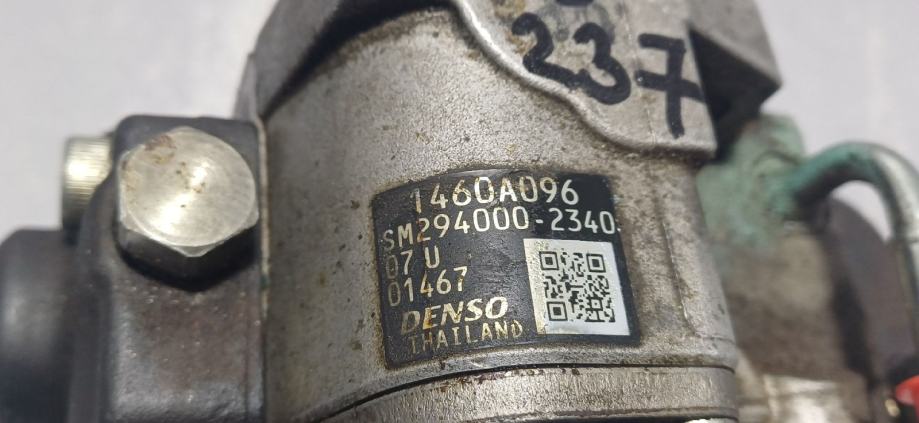 237
1460A096
SM294000-2340
07 U
01467
DENSO
THAILAND